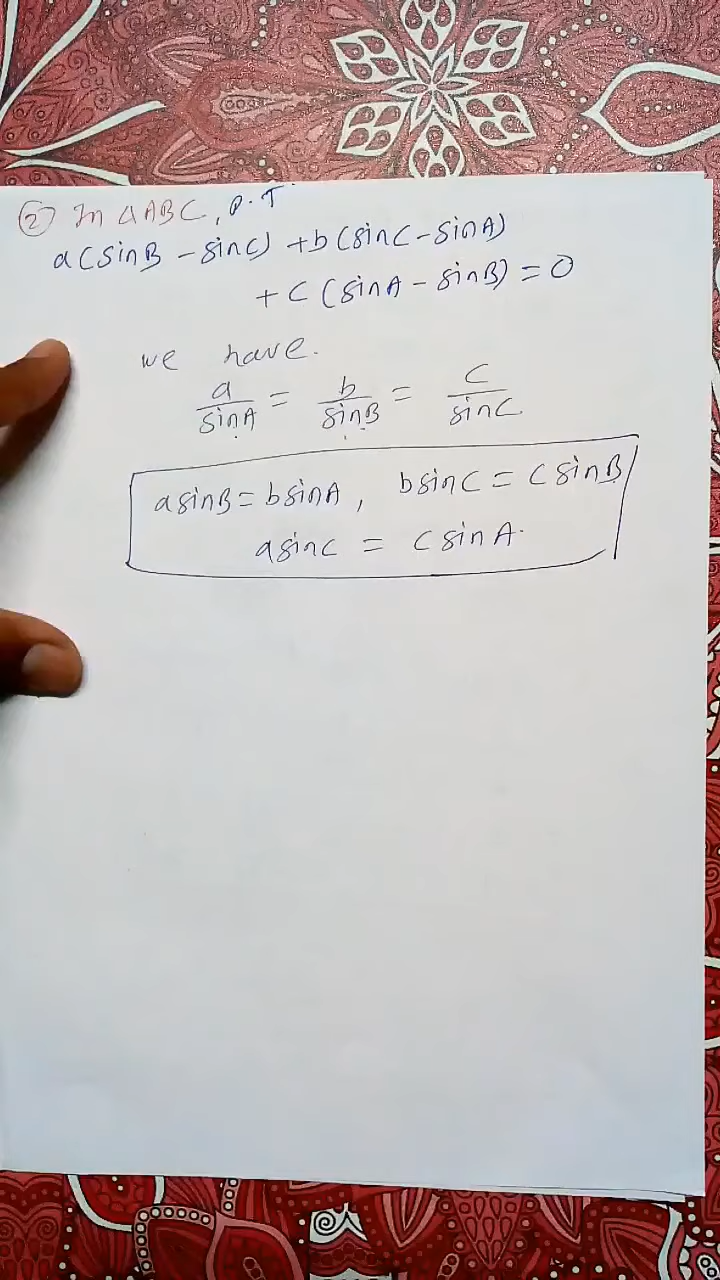 ② In △ABC, P.T
a(sinB - sinC) + b(sinC - sinA)
+ c(sinA - sinB) = 0
we have.
a/sinA = b/sinB = c/sinC
asinB = bsinA, bsinC = csinB
asinC = csinA.